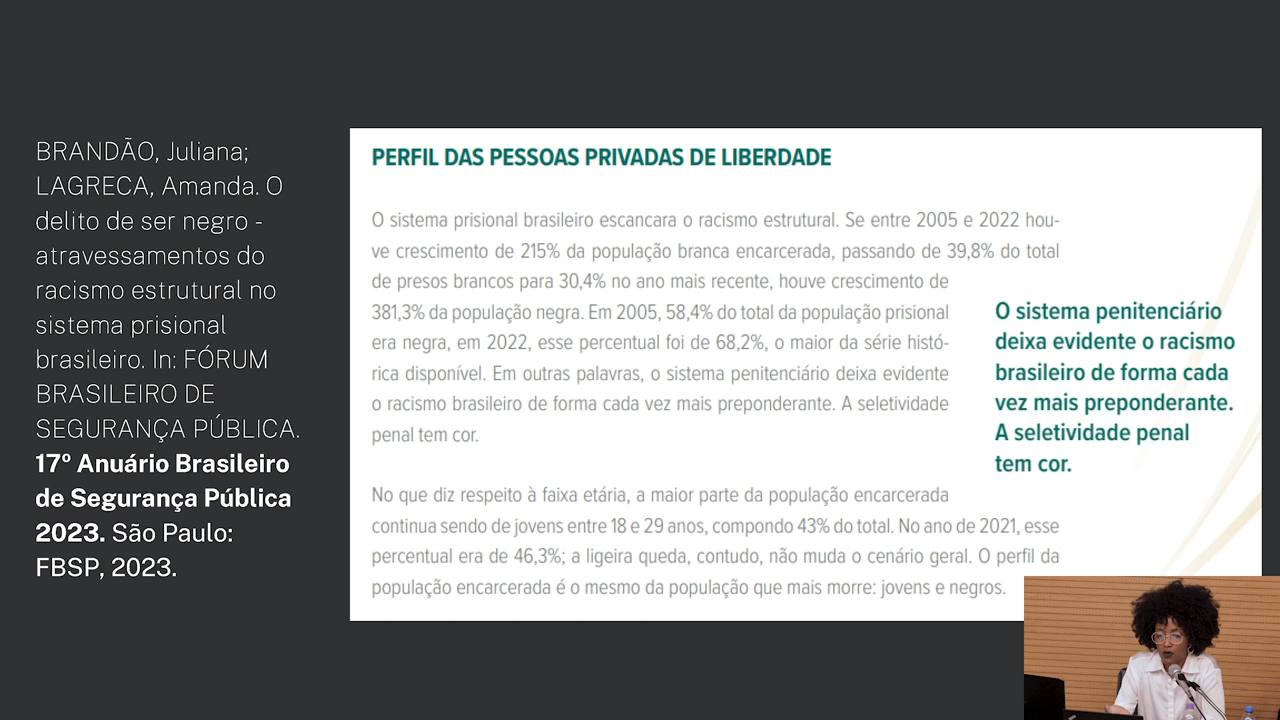 BRANDÃO, Juliana;
LAGRECA, Amanda. O
delito de ser negro -
atravessamentos do
racismo estrutural no
sistema prisional
brasileiro. In: FÓRUM
BRASILEIRO DE
SEGURANÇA PÚBLICA.
17º Anuário Brasileiro
de Segurança Pública
2023. São Paulo:
FBSP, 2023.
PERFIL DAS PESSOAS PRIVADAS DE LIBERDADE
O sistema prisional brasileiro escancara o racismo estrutural. Se entre 2005 e 2022 hou-
ve crescimento de 215% da população branca encarcerada, passando de 39,8% do total
de presos brancos para 30,4% no ano mais recente, houve crescimento de
381,3% da população negra. Em 2005, 58,4% do total da população prisional
era negra, em 2022, esse percentual foi de 68,2%, o maior da série histó-
rica disponível. Em outras palavras, o sistema penitenciário deixa evidente
o racismo brasileiro de forma cada vez mais preponderante. A seletividade
penal tem cor.
O sistema penitenciário
deixa evidente o racismo
brasileiro de forma cada
vez mais preponderante.
A seletividade penal
tem cor.
No que diz respeito à faixa etária, a maior parte da população encarcerada
continua sendo de jovens entre 18 e 29 anos, compondo 43% do total. No ano de 2021, esse
percentual era de 46,3%; a ligeira queda, contudo, não muda o cenário geral. O perfil da
população encarcerada é o mesmo da população que mais morre: jovens e negros.